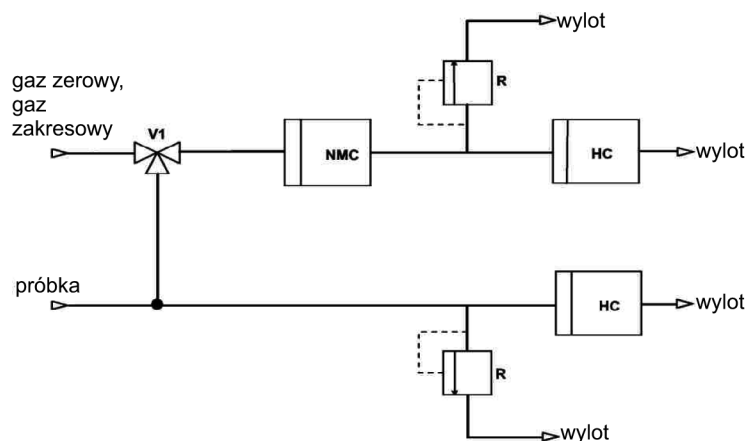 wylot
gaz zerowy,
gaz
zakresowy
V1
R
NMC
HC
wylot
próbka
HC
wylot
R
wylot